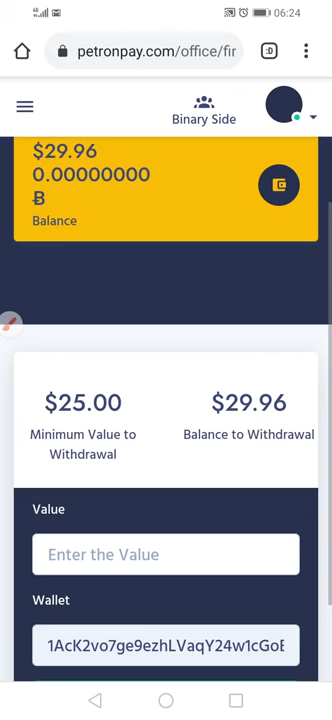 06:24
petronpay.com/office/fir
:D
Binary Side
$29.96
0.00000000
Ƀ
Balance
$25.00
$29.96
Minimum Value to
Withdrawal
Balance to Withdrawal
Value
Enter the Value
Wallet
1AcK2vo7ge9ezhLVaqY24w1cGoE